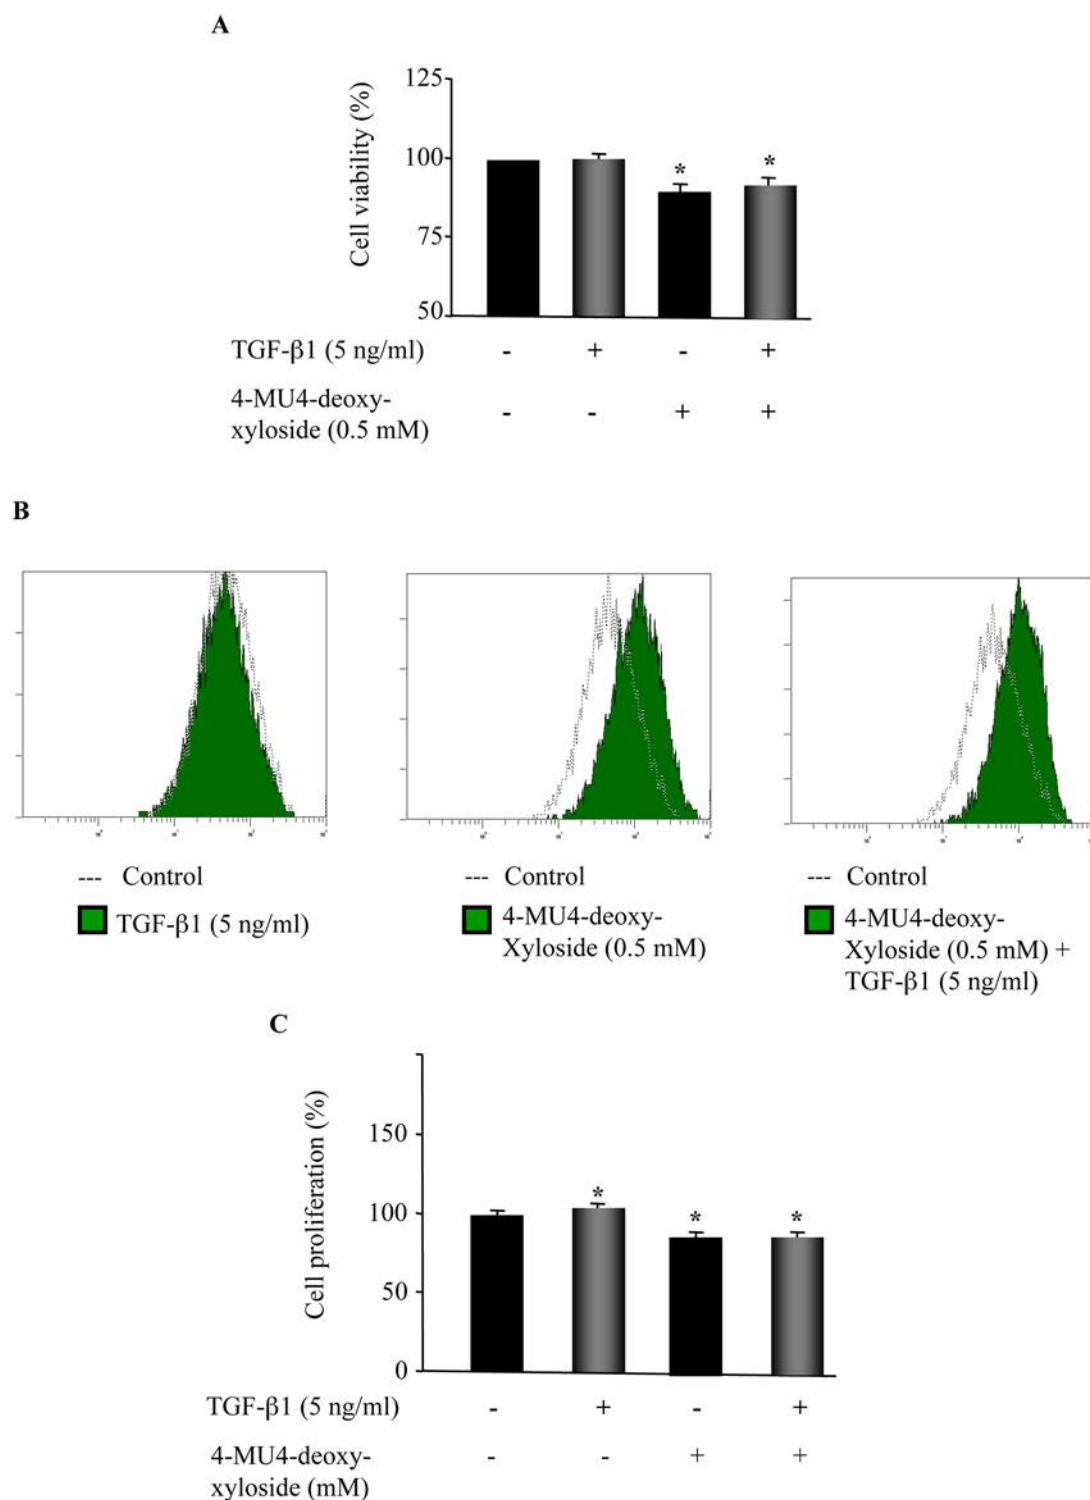 A
Cell viability (%)
125
100
75
50
* *
TGF-β1 (5 ng/ml) - + - +
4-MU4-deoxy-
xyloside (0.5 mM) - - + +
B
--- Control
TGF-β1 (5 ng/ml)
--- Control
4-MU4-deoxy-
Xyloside (0.5 mM)
--- Control
4-MU4-deoxy-
Xyloside (0.5 mM) +
TGF-β1 (5 ng/ml)
C
Cell proliferation (%)
150
100
50
0
* * *
TGF-β1 (5 ng/ml) - + - +
4-MU4-deoxy-
xyloside (mM) - - + +